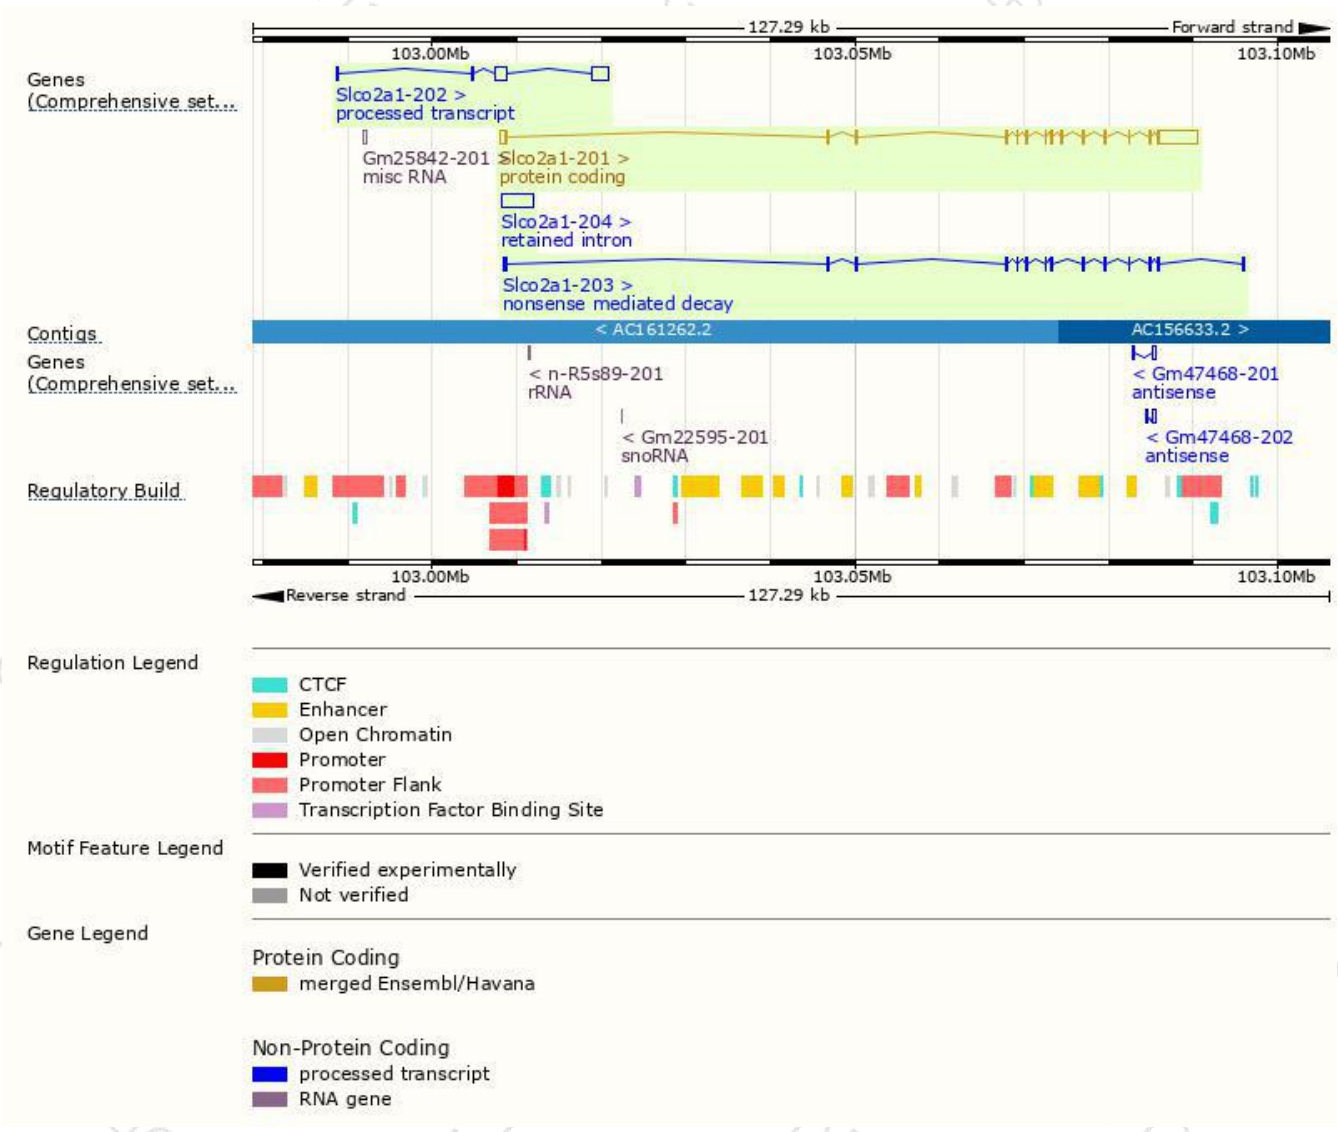 127.29 kb
Forward strand
103.00Mb 103.05Mb 103.10Mb
Genes
(Comprehensive set...
Slco2a1-202 >
processed transcript
Gm25842-201 >
misc RNA
Slco2a1-201 >
protein coding
Slco2a1-204 >
retained intron
Slco2a1-203 >
nonsense mediated decay
Contigs
< AC161262.2
AC156633.2 >
Genes
(Comprehensive set...
< n-R5s89-201
rRNA
< Gm47468-201
antisense
< Gm22595-201
snoRNA
< Gm47468-202
antisense
Regulatory Build
103.00Mb 103.05Mb 103.10Mb
Reverse strand
127.29 kb
Regulation Legend
CTCF
Enhancer
Open Chromatin
Promoter
Promoter Flank
Transcription Factor Binding Site
Motif Feature Legend
Verified experimentally
Not verified
Gene Legend
Protein Coding
merged Ensembl/Havana
Non-Protein Coding
processed transcript
RNA gene